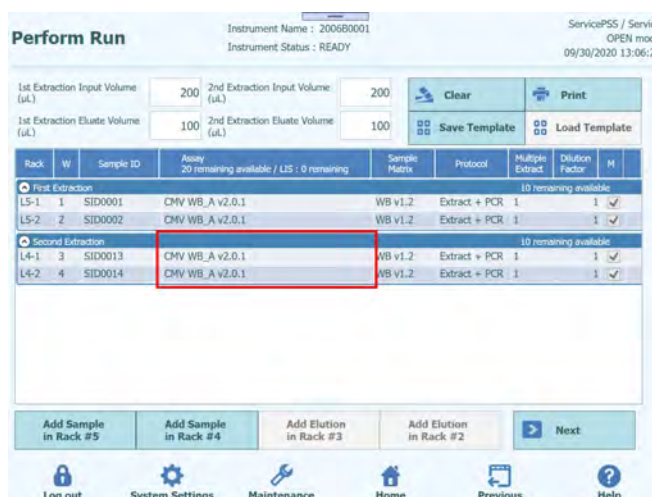 Perform Run
Instrument Name : 2006B0001
Instrument Status : READY
ServicePSS / Servi
OPEN mod
09/30/2020 13:06:2
1st Extraction Input Volume (uL) 200 2nd Extraction Input Volume (uL) 200 Clear Print
1st Extraction Eluate Volume (uL) 100 2nd Extraction Eluate Volume (uL) 100 Save Template Load Template
Rack W Sample ID Assay 20 remaining available / LIS : 0 remaining Sample Matrix Protocol Multiple Extract Dilution Factor M
First Extraction 10 remaining available
L5-1 1 SID0001 CMV WB_A v2.0.1 WB v1.2 Extract + PCR 1 1
L5-2 2 SID0002 CMV WB_A v2.0.1 WB v1.2 Extract + PCR 1 1
Second Extraction 10 remaining available
L4-1 3 SID0013 CMV WB_A v2.0.1 WB v1.2 Extract + PCR 1 1
L4-2 4 SID0014 CMV WB_A v2.0.1 WB v1.2 Extract + PCR 1 1
Add Sample in Rack #5 Add Sample in Rack #4 Add Elution in Rack #3 Add Elution in Rack #2 Next
Log out System Settings Maintenance Home Previous Help